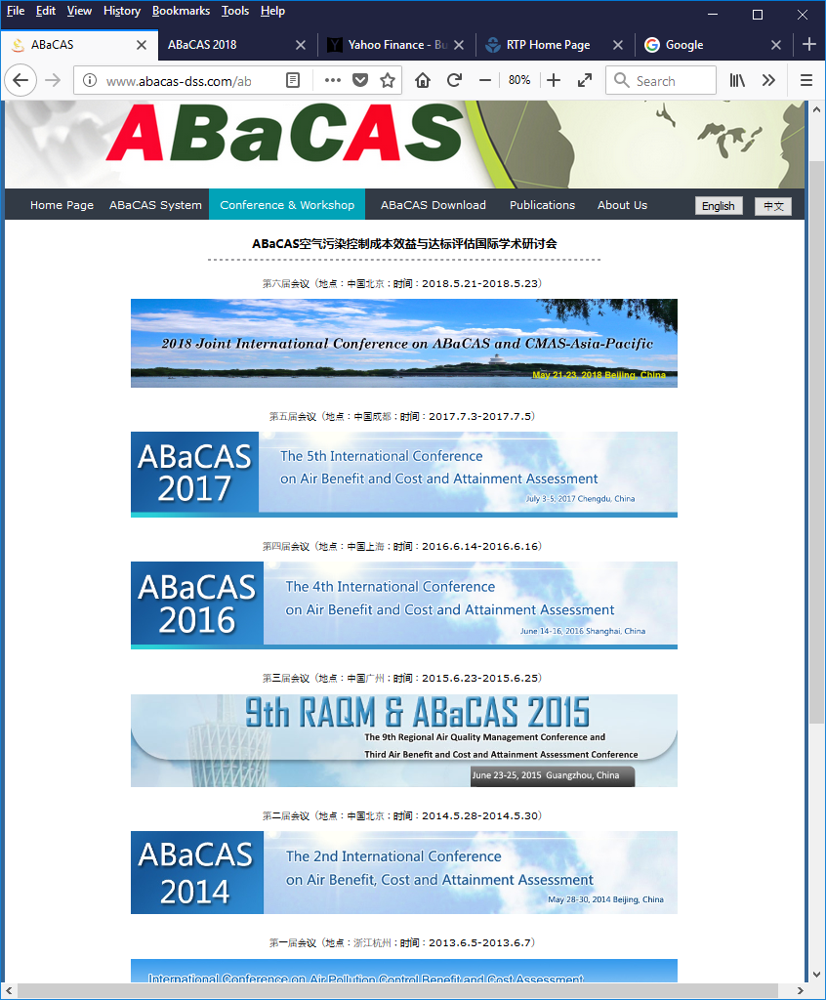 File Edit View History Bookmarks Tools Help
ABaCAS
ABaCAS 2018
Yahoo Finance - Bu
RTP Home Page
Google
www.abacas-dss.com/ab
80%
Search
ABaCAS
Home Page ABaCAS System Conference & Workshop ABaCAS Download Publications About Us English 中文
ABaCAS空气污染控制成本效益与达标评估国际学术研讨会
第六届会议（地点：中国北京；时间：2018.5.21-2018.5.23）
2018 Joint International Conference on ABaCAS and CMAS-Asia-Pacific
May 21-23, 2018 Beijing, China
第五届会议（地点：中国成都；时间：2017.7.3-2017.7.5）
ABaCAS
2017
The 5th International Conference
on Air Benefit and Cost and Attainment Assessment
July 3-5, 2017 Chengdu, China
第四届会议（地点：中国上海；时间：2016.6.14-2016.6.16）
ABaCAS
2016
The 4th International Conference
on Air Benefit and Cost and Attainment Assessment
June 14-16, 2016 Shanghai, China
第三届会议（地点：中国广州；时间：2015.6.23-2015.6.25）
9th RAQM & ABaCAS 2015
The 9th Regional Air Quality Management Conference and
Third Air Benefit and Cost and Attainment Assessment Conference
June 23-25, 2015 Guangzhou, China
第二届会议（地点：中国北京；时间：2014.5.28-2014.5.30）
ABaCAS
2014
The 2nd International Conference
on Air Benefit, Cost and Attainment Assessment
May 28-30, 2014 Beijing, China
第一届会议（地点：浙江杭州；时间：2013.6.5-2013.6.7）
International Conference on Air Pollution Control Benefit and Cost Assessment